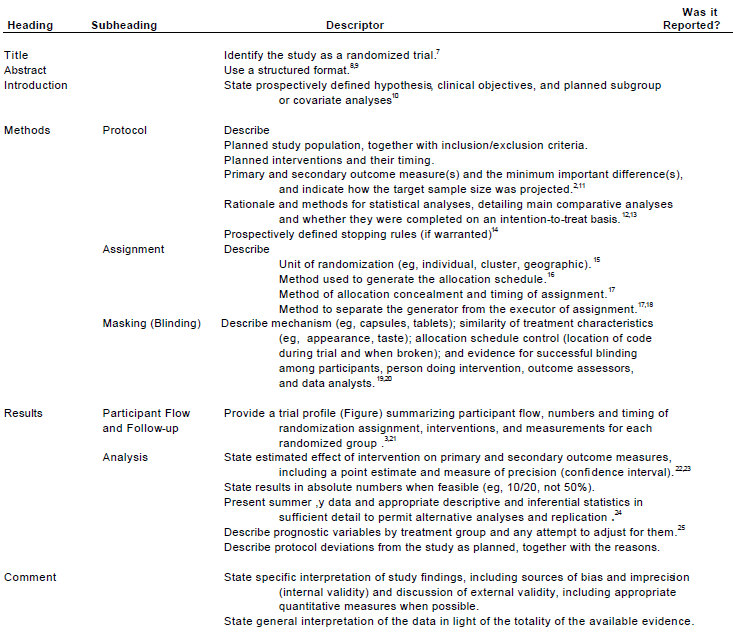 Was it
Heading Subheading Descriptor Reported?
Title Identify the study as a randomized trial.7
Abstract Use a structured format.8,9
Introduction State prospectively defined hypothesis, clinical objectives, and planned subgroup
or covariate analyses10
Methods Protocol Describe
Planned study population, together with inclusion/exclusion criteria.
Planned interventions and their timing.
Primary and secondary outcome measure(s) and the minimum important difference(s),
and indicate how the target sample size was projected.2,11
Rationale and methods for statistical analyses, detailing main comparative analyses
and whether they were completed on an intention-to-treat basis. 12,13
Prospectively defined stopping rules (if warranted)14
Assignment Describe
Unit of randomization (eg, individual, cluster, geographic). 15
Method used to generate the allocation schedule.16
Method of allocation concealment and timing of assignment.17
Method to separate the generator from the executor of assignment.17,18
Masking (Blinding) Describe mechanism (eg, capsules, tablets); similarity of treatment characteristics
(eg, appearance, taste); allocation schedule control (location of code
during trial and when broken); and evidence for successful blinding
among participants, person doing intervention, outcome assessors,
and data analysts. 19,20
Results Participant Flow Provide a trial profile (Figure) summarizing participant flow, numbers and timing of
and Follow-up randomization assignment, interventions, and measurements for each
randomized group .3,21
Analysis State estimated effect of intervention on primary and secondary outcome measures,
including a point estimate and measure of precision (confidence interval).22,23
State results in absolute numbers when feasible (eg, 10/20, not 50%).
Present summer ,y data and appropriate descriptive and inferential statistics in
sufficient detail to permit alternative analyses and replication .24
Describe prognostic variables by treatment group and any attempt to adjust for them.25
Describe protocol deviations from the study as planned, together with the reasons.
Comment State specific interpretation of study findings, including sources of bias and imprecision
(internal validity) and discussion of external validity, including appropriate
quantitative measures when possible.
State general interpretation of the data in light of the totality of the available evidence.